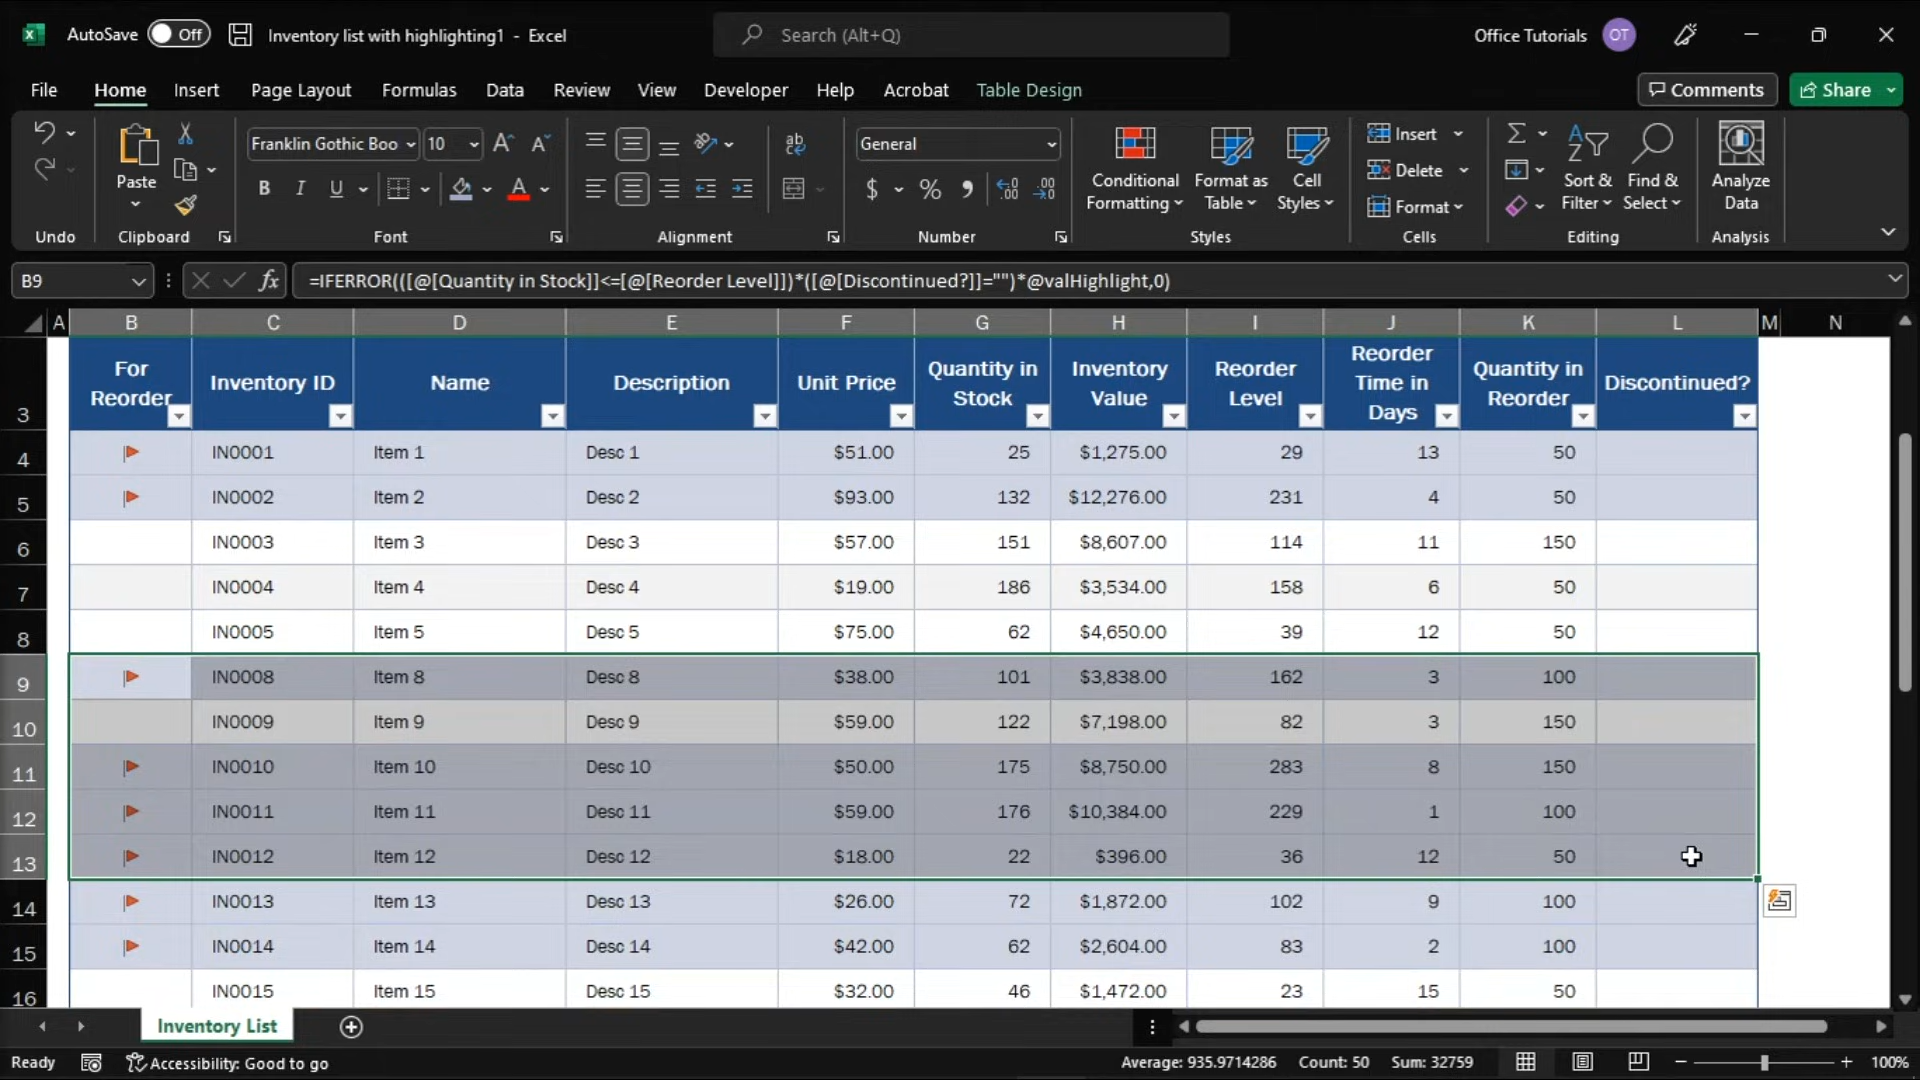 AutoSave Off Inventory list with highlighting1 - Excel Search (Alt+Q) Office Tutorials OT
File Home Insert Page Layout Formulas Data Review View Developer Help Acrobat Table Design Comments Share
Paste
Franklin Gothic Boo 10
B I U A
ab
General
$ % 9
Conditional Formatting
Format as Table
Cell Styles
Insert
Delete
Format
Sort & Filter
Find & Select
Analyze Data
Undo Clipboard Font Alignment Number Styles Cells Editing Analysis
B9 fx =IFERROR(([@[Quantity in Stock]]<=[@[Reorder Level]])*([@[Discontinued?]]="")*@valHighlight,0)
A B C D E F G H I J K L M N
3 For Reorder Inventory ID Name Description Unit Price Quantity in Stock Inventory Value Reorder Level Reorder Time in Days Quantity in Reorder Discontinued?
4 IN0001 Item 1 Desc 1 $51.00 25 $1,275.00 29 13 50
5 IN0002 Item 2 Desc 2 $93.00 132 $12,276.00 231 4 50
6 IN0003 Item 3 Desc 3 $57.00 151 $8,607.00 114 11 150
7 IN0004 Item 4 Desc 4 $19.00 186 $3,534.00 158 6 50
8 IN0005 Item 5 Desc 5 $75.00 62 $4,650.00 39 12 50
9 IN0008 Item 8 Desc 8 $38.00 101 $3,838.00 162 3 100
10 IN0009 Item 9 Desc 9 $59.00 122 $7,198.00 82 3 150
11 IN0010 Item 10 Desc 10 $50.00 175 $8,750.00 283 8 150
12 IN0011 Item 11 Desc 11 $59.00 176 $10,384.00 229 1 100
13 IN0012 Item 12 Desc 12 $18.00 22 $396.00 36 12 50
14 IN0013 Item 13 Desc 13 $26.00 72 $1,872.00 102 9 100
15 IN0014 Item 14 Desc 14 $42.00 62 $2,604.00 83 2 100
16 IN0015 Item 15 Desc 15 $32.00 46 $1,472.00 23 15 50
Inventory List
Ready Accessibility: Good to go Average: 935.9714286 Count: 50 Sum: 32759 100%